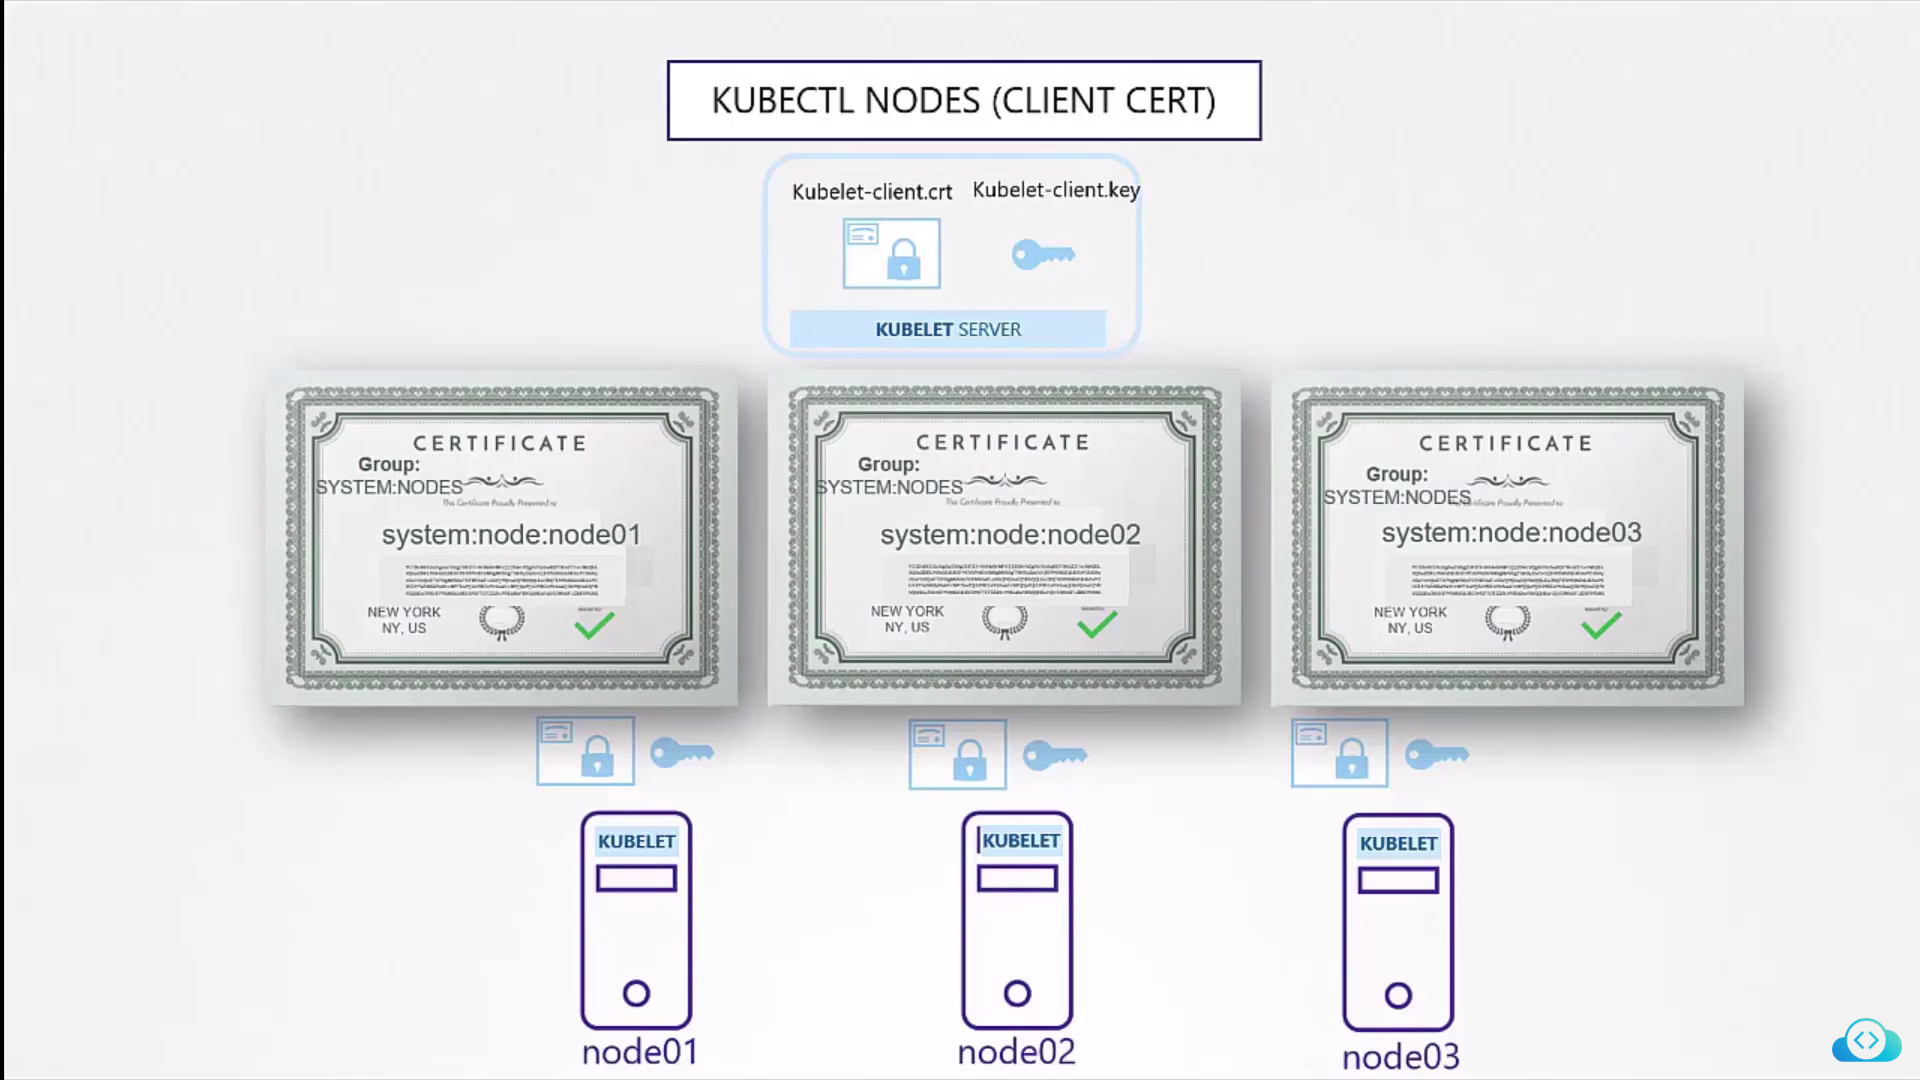 KUBECTL NODES (CLIENT CERT)
Kubelet-client.crt Kubelet-client.key
KUBELET SERVER
CERTIFICATE
Group:
SYSTEM:NODES
This Certificate Proudly Presented to
system:node:node01
NEW YORK
NY, US
CERTIFICATE
Group:
SYSTEM:NODES
This Certificate Proudly Presented to
system:node:node02
NEW YORK
NY, US
CERTIFICATE
Group:
SYSTEM:NODES
Certificate Proudly Presented to
system:node:node03
NEW YORK
NY, US
KUBELET
node01
KUBELET
node02
KUBELET
node03